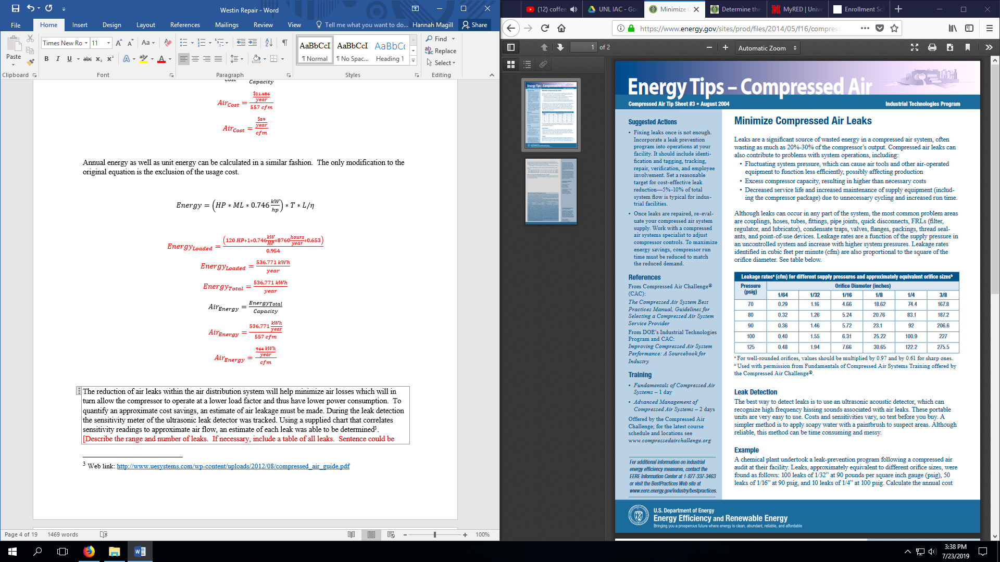 Westin Repair - Word
File
Home
Insert
Design
Layout
References
Mailings
Review
View
Tell me what you want to do...
Hannah Magill
Share
Paste
Times New Ro
11
Aa
B I U abc x₂ x²
Find
Replace
Select
AaBbCcI
¶ Normal
AaBbCcI
¶ No Spac...
AaBbCc
Heading 1
Clipboard
Font
Paragraph
Styles
Editing
Cost
Capacity
Air_Cost = ($21,686/year)/(557 cfm)
Air_Cost = ($39/year)/cfm
Annual energy as well as unit energy can be calculated in a similar fashion. The only modification to the
original equation is the exclusion of the usage cost.
Energy = (HP * ML * 0.746 kW/hp) * T * L/η
Energy_Loaded = (120 HP*1*0.746 kW/HP*8760 hours/year*0.653)/0.954
Energy_Loaded = 536,771 kWh/year
Energy_Total = 536,771 kWh/year
Air_Energy = Energy_Total/Capacity
Air_Energy = (536,771 kWh/year)/(557 cfm)
Air_Energy = (964 kWh/year)/cfm
The reduction of air leaks within the air distribution system will help minimize air losses which will in
turn allow the compressor to operate at a lower load factor and thus have lower power consumption. To
quantify an approximate cost savings, an estimate of air leakage must be made. During the leak detection
the sensitivity meter of the ultrasonic leak detector was tracked. Using a supplied chart that correlates
sensitivity readings to approximate air flow, an estimate of each leak was able to be determined³.
[Describe the range and number of leaks. If necessary, include a table of all leaks. Sentence could be
3 Web link: http://www.uesystems.com/wp-content/uploads/2012/08/compressed_air_guide.pdf
Page 4 of 19
1469 words
100%
(12) coffee
UNL IAC - Goo
Minimize C
Determine the
MyRED | Unive
Enrollment Sc
https://www.energy.gov/sites/prod/files/2014/05/f16/compress
1 of 2
Automatic Zoom
Energy Tips – Compressed Air
Compressed Air Tip Sheet #3 • August 2004
Industrial Technologies Program
Suggested Actions
• Fixing leaks once is not enough.
Incorporate a leak prevention
program into operations at your
facility. It should include identi-
fication and tagging, tracking,
repair, verification, and employee
involvement. Set a reasonable
target for cost-effective leak
reduction—5%-10% of total
system flow is typical for indus-
trial facilities.
• Once leaks are repaired, re-eval-
uate your compressed air system
supply. Work with a compressed
air systems specialist to adjust
compressor controls. To maximize
energy savings, compressor run
time must be reduced to match
the reduced demand.
References
From Compressed Air Challenge®
(CAC):
The Compressed Air System Best
Practices Manual, Guidelines for
Selecting a Compressed Air System
Service Provider
From DOE's Industrial Technologies
Program and CAC:
Improving Compressed Air System
Performance: A Sourcebook for
Industry
Training
• Fundamentals of Compressed Air
Systems – 1 day
• Advanced Management of
Compressed Air Systems – 2 days
Offered by the Compressed Air
Challenge; for the latest course
schedule and locations see
www.compressedairchallenge.org
For additional information on industrial
energy efficiency measures, contact the
EERE Information Center at 1-877-337-3463
or visit the BestPractices Web site at
www.eere.energy.gov/industry/bestpractices.
Minimize Compressed Air Leaks
Leaks are a significant source of wasted energy in a compressed air system, often
wasting as much as 20%-30% of the compressor's output. Compressed air leaks can
also contribute to problems with system operations, including:
• Fluctuating system pressure, which can cause air tools and other air-operated
equipment to function less efficiently, possibly affecting production
• Excess compressor capacity, resulting in higher than necessary costs
• Decreased service life and increased maintenance of supply equipment (includ-
ing the compressor package) due to unnecessary cycling and increased run time.
Although leaks can occur in any part of the system, the most common problem areas
are couplings, hoses, tubes, fittings, pipe joints, quick disconnects, FRLs (filter,
regulator, and lubricator), condensate traps, valves, flanges, packings, thread seal-
ants, and point-of-use devices. Leakage rates are a function of the supply pressure in
an uncontrolled system and increase with higher system pressures. Leakage rates
identified in cubic feet per minute (cfm) are also proportional to the square of the
orifice diameter. See table below.
Leakage ratesᵃ (cfm) for different supply pressures and approximately equivalent orifice sizesᵇ
Pressure (psig)
Orifice Diameter (inches)
1/64 1/32 1/16 1/8 1/4 3/8
70 0.29 1.16 4.66 18.62 74.4 167.8
80 0.32 1.26 5.24 20.76 83.1 187.2
90 0.36 1.46 5.72 23.1 92 206.6
100 0.40 1.55 6.31 25.22 100.9 227
125 0.48 1.94 7.66 30.65 122.2 275.5
ᵃ For well-rounded orifices, values should be multiplied by 0.97 and by 0.61 for sharp ones.
ᵇ Used with permission from Fundamentals of Compressed Air Systems Training offered by
the Compressed Air Challenge®.
Leak Detection
The best way to detect leaks is to use an ultrasonic acoustic detector, which can
recognize high frequency hissing sounds associated with air leaks. These portable
units are very easy to use. Costs and sensitivities vary, so test before you buy. A
simpler method is to apply soapy water with a paintbrush to suspect areas. Although
reliable, this method can be time consuming and messy.
Example
A chemical plant undertook a leak-prevention program following a compressed air
audit at their facility. Leaks, approximately equivalent to different orifice sizes, were
found as follows: 100 leaks of 1/32” at 90 pounds per square inch gauge (psig), 50
leaks of 1/16” at 90 psig, and 10 leaks of 1/4” at 100 psig. Calculate the annual cost
U.S. Department of Energy
Energy Efficiency and Renewable Energy
Bringing you a prosperous future where energy is clean, abundant, reliable, and affordable
3:38 PM
7/23/2019